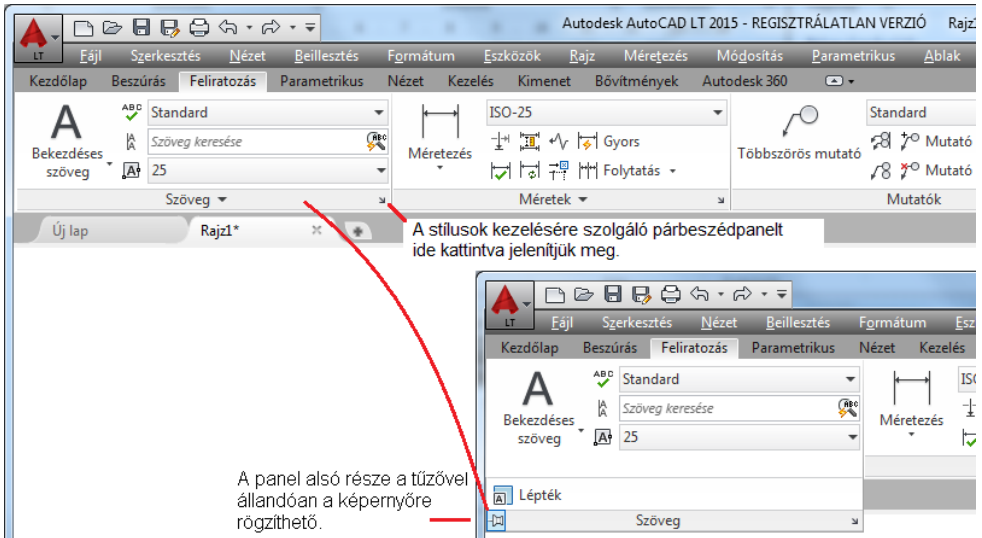 Autodesk AutoCAD LT 2015 - REGISZTRÁLATLAN VERZIÓ Rajz1
LT Fájl Szerkesztés Nézet Beillesztés Formátum Eszközök Rajz Méretezés Módosítás Parametrikus Ablak
Kezdőlap Beszúrás Feliratozás Parametrikus Nézet Kezelés Kimenet Bővítmények Autodesk 360
A ABC Standard ISO-25 Standard
Bekezdéses szöveg
Szöveg keresése
25
Méretezés
Gyors
Folytatás
Többszörös mutató
Mutató
Mutató
Szöveg Méretek Mutatók
Új lap Rajz1*
A stílusok kezelésére szolgáló párbeszédpanelt
ide kattintva jelenítjük meg.
LT Fájl Szerkesztés Nézet Beillesztés Formátum Esz
Kezdőlap Beszúrás Feliratozás Parametrikus Nézet Kezelés
A ABC Standard
Bekezdéses szöveg
Szöveg keresése
25
Méretezés
Lépték
Szöveg
A panel alsó része a tűzővel
állandóan a képernyőre
rögzíthető.